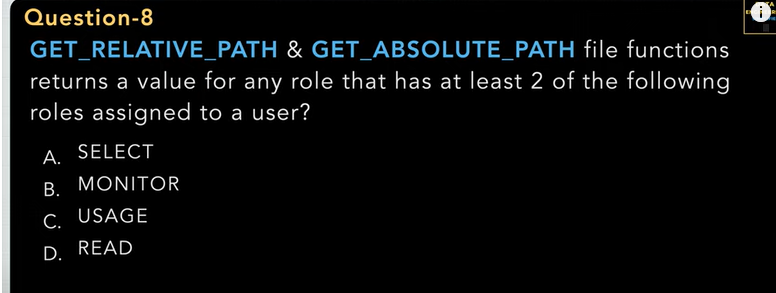 Question-8
GET_RELATIVE_PATH & GET_ABSOLUTE_PATH file functions
returns a value for any role that has at least 2 of the following
roles assigned to a user?
A. SELECT
B. MONITOR
C. USAGE
D. READ